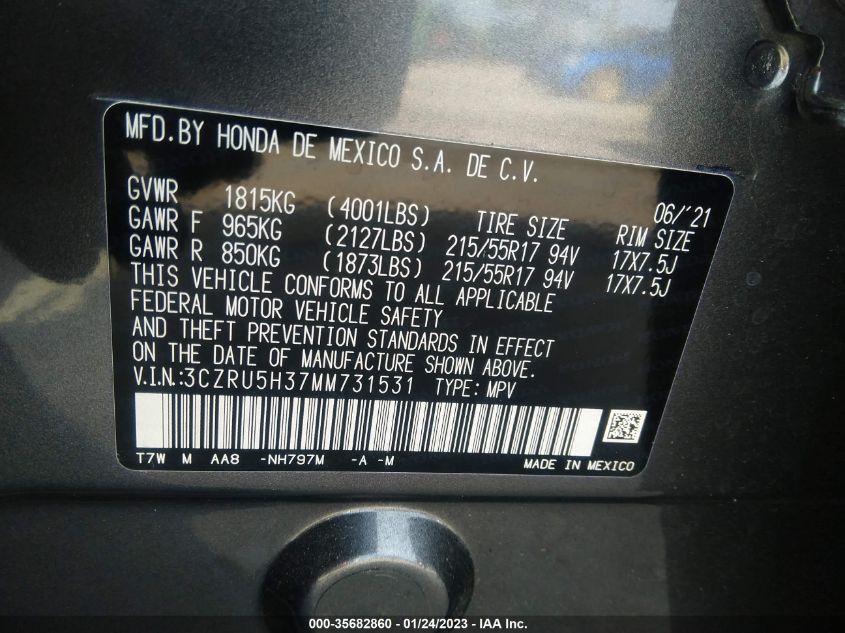 MFD.BY HONDA DE MEXICO S.A. DE C.V.
06/'21
GVWR 1815KG (4001LBS) TIRE SIZE RIM SIZE
GAWR F 965KG (2127LBS) 215/55R17 94V 17X7.5J
GAWR R 850KG (1873LBS) 215/55R17 94V 17X7.5J
THIS VEHICLE CONFORMS TO ALL APPLICABLE
FEDERAL MOTOR VEHICLE SAFETY
AND THEFT PREVENTION STANDARDS IN EFFECT
ON THE DATE OF MANUFACTURE SHOWN ABOVE.
V.I.N.:3CZRU5H37MM731531 TYPE: MPV
T7W M AA8 -NH797M -A -M MADE IN MEXICO
000-35682860 - 01/24/2023 - IAA Inc.